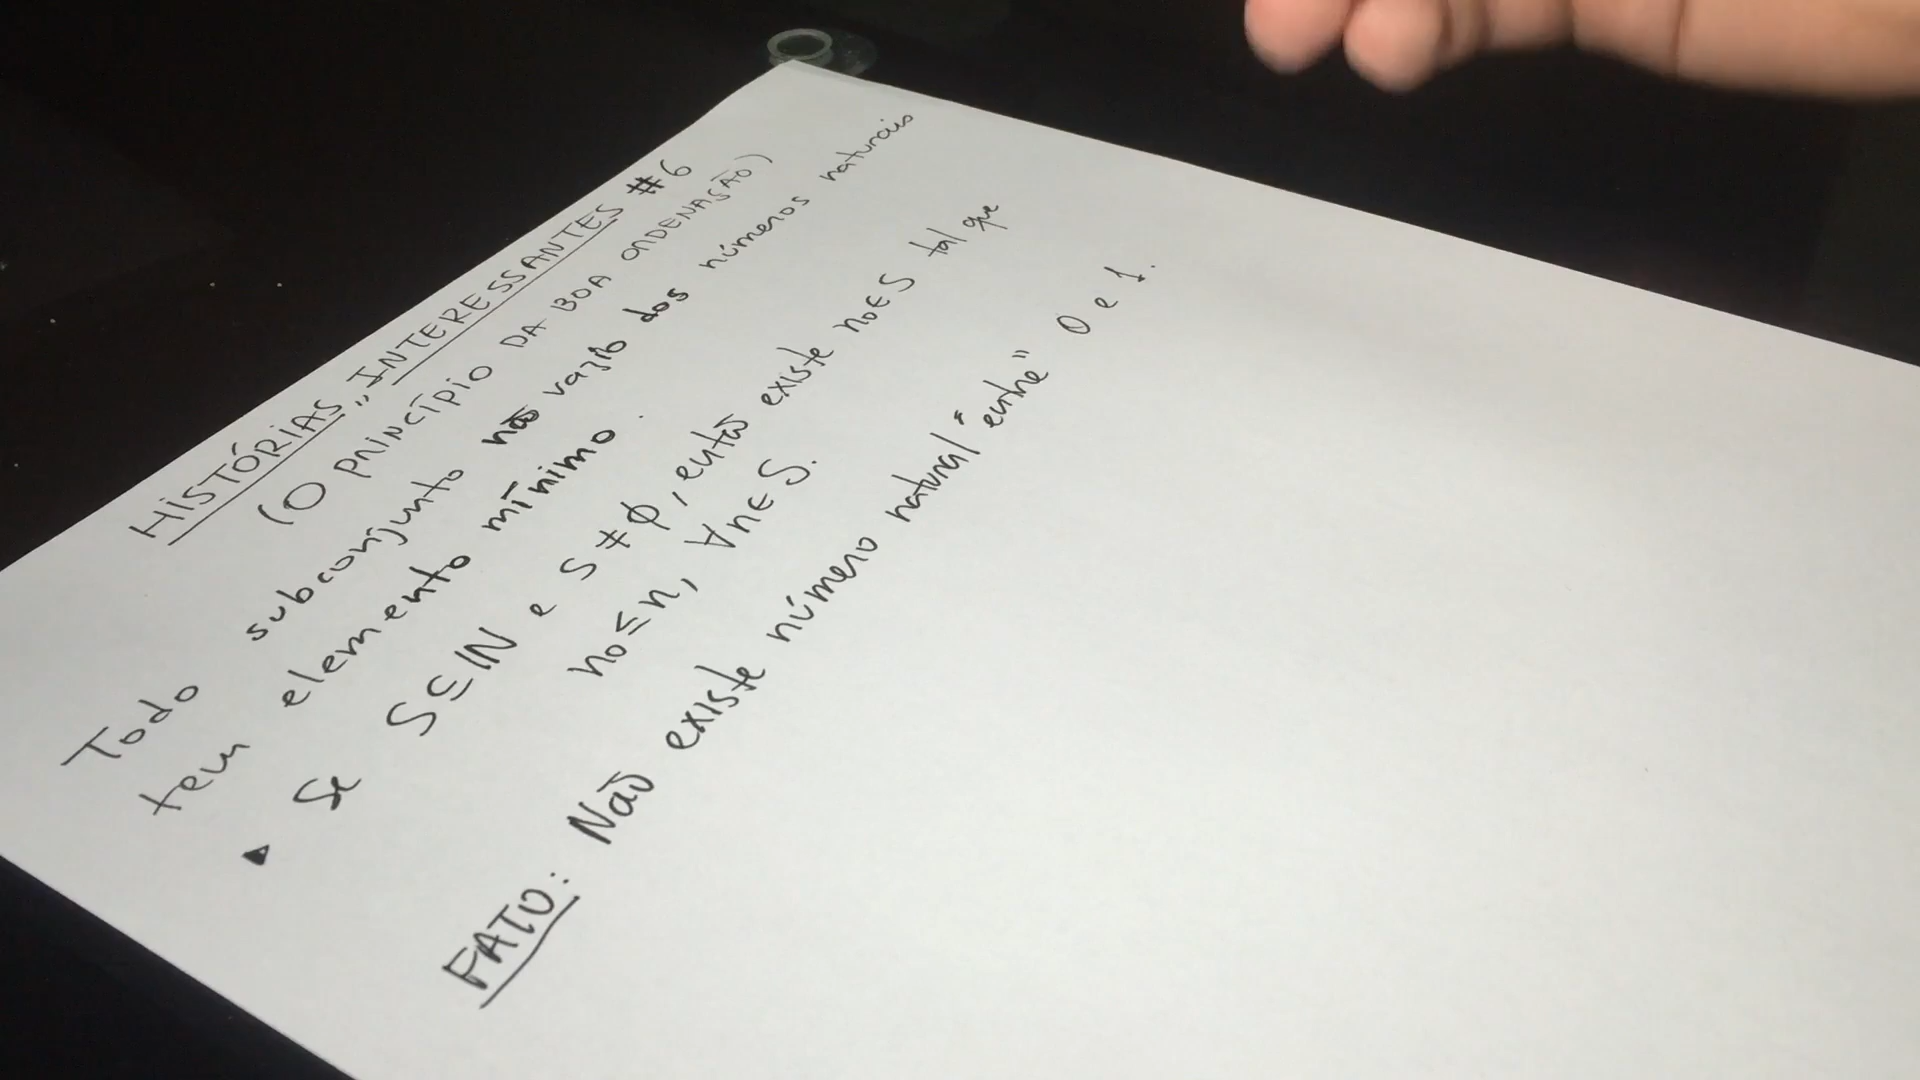 HISTÓRIAS „INTERESSANTES #6
(O PRINCÍPIO DA BOA ORDENASÃO)
Todo subconjunto não vazio dos números naturais
tem elemento mínimo.
▲ Se S⊆ℕ e S≠∅, então existe n₀∈S tal que
n₀≤n, ∀n∈S.
FATO: Não existe número natural "entre" 0 e 1.